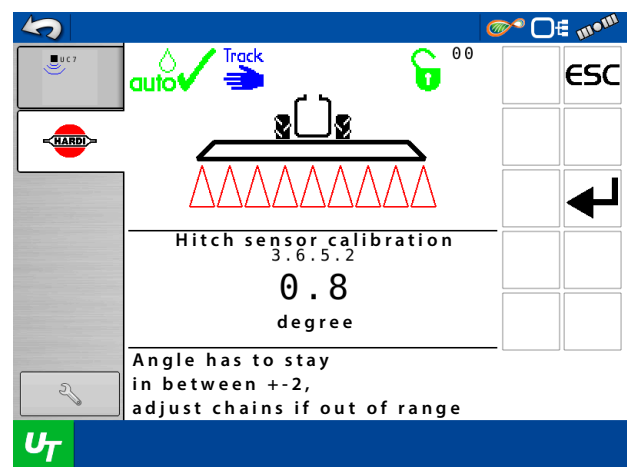 UC7
Track
00
auto
ESC
HARDI
Hitch sensor calibration
3.6.5.2
0.8
degree
Angle has to stay
in between +-2,
adjust chains if out of range
UT